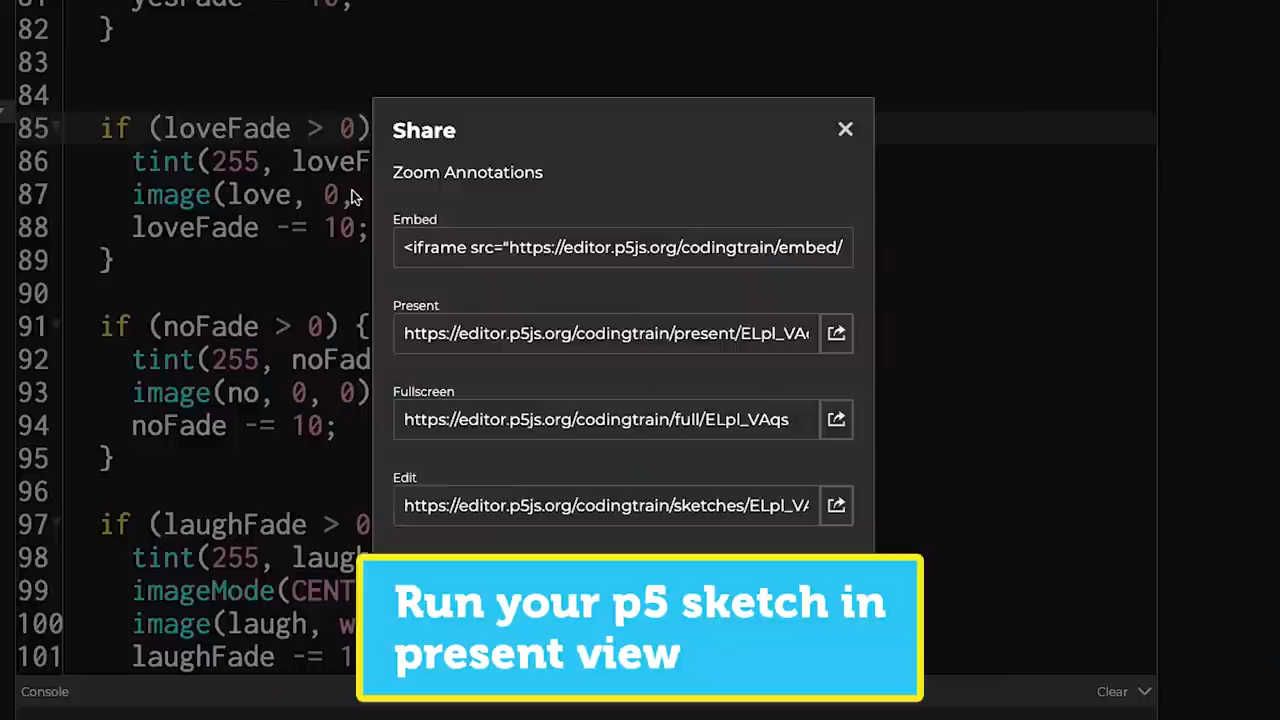 81 yesFade -= 10;
82 }
83
84
85 if (loveFade > 0)
86 tint(255, loveF
87 image(love, 0,
88 loveFade -= 10;
89 }
90
91 if (noFade > 0) {
92 tint(255, noFad
93 image(no, 0, 0)
94 noFade -= 10;
95 }
96
97 if (laughFade > 0
98 tint(255, laug
99 imageMode(CENT
100 image(laugh, w
101 laughFade -= 1
Share
Zoom Annotations
Embed
<iframe src="https://editor.p5js.org/codingtrain/embed/
Present
https://editor.p5js.org/codingtrain/present/ELpl_VAq
Fullscreen
https://editor.p5js.org/codingtrain/full/ELpl_VAqs
Edit
https://editor.p5js.org/codingtrain/sketches/ELpl_VA
Run your p5 sketch in
present view
Console
Clear